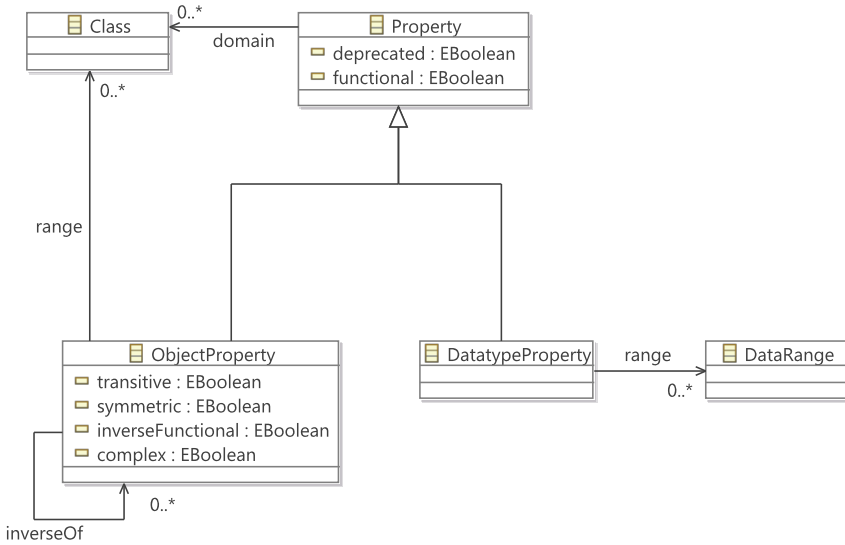 Class
0..*
domain
Property
deprecated : EBoolean
functional : EBoolean
0..*
range
ObjectProperty
transitive : EBoolean
symmetric : EBoolean
inverseFunctional : EBoolean
complex : EBoolean
0..*
inverseOf
DatatypeProperty
range
0..*
DataRange